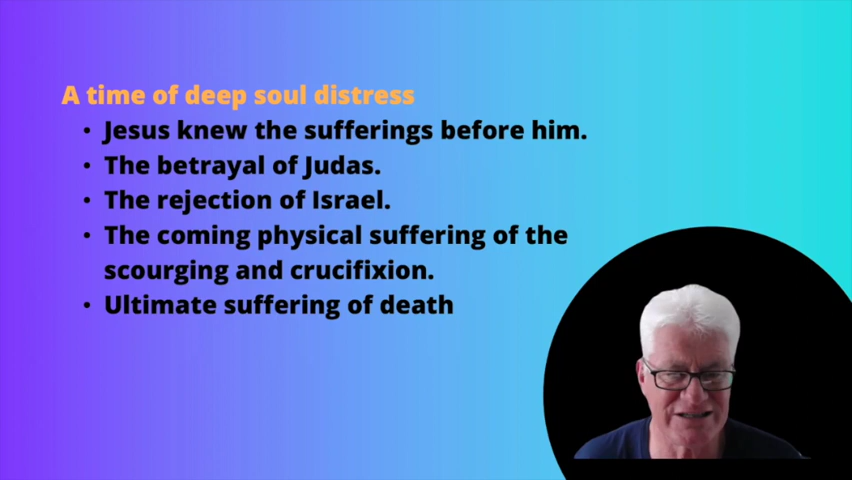 A time of deep soul distress
• Jesus knew the sufferings before him.
• The betrayal of Judas.
• The rejection of Israel.
• The coming physical suffering of the
scourging and crucifixion.
• Ultimate suffering of death